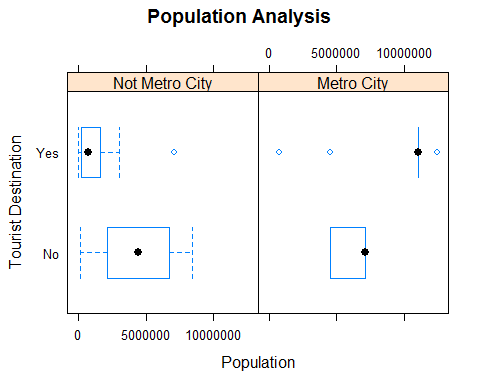 Population Analysis
0 5000000 10000000
Not Metro City Metro City
Tourist Destination
Yes
No
0 5000000 10000000
Population